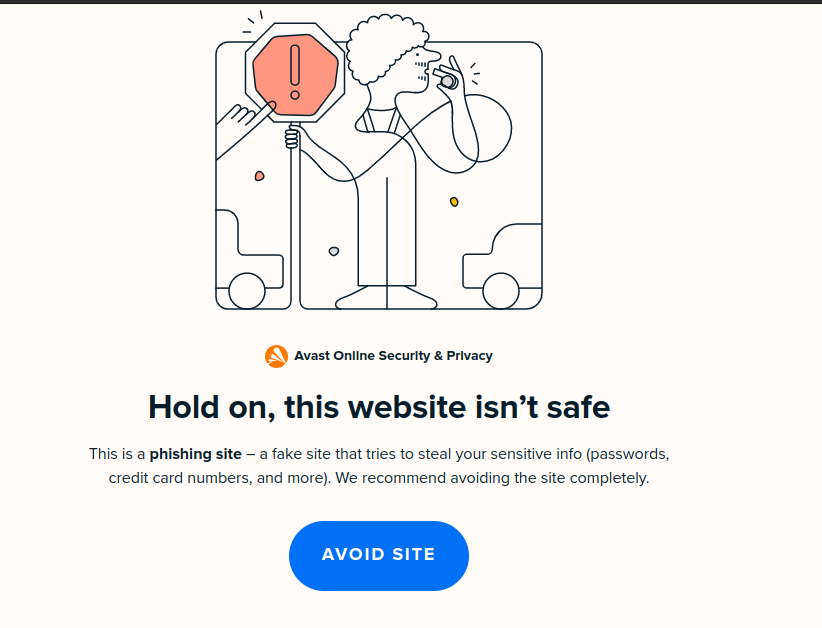 Avast Online Security & Privacy
Hold on, this website isn’t safe
This is a phishing site – a fake site that tries to steal your sensitive info (passwords,
credit card numbers, and more). We recommend avoiding the site completely.
AVOID SITE